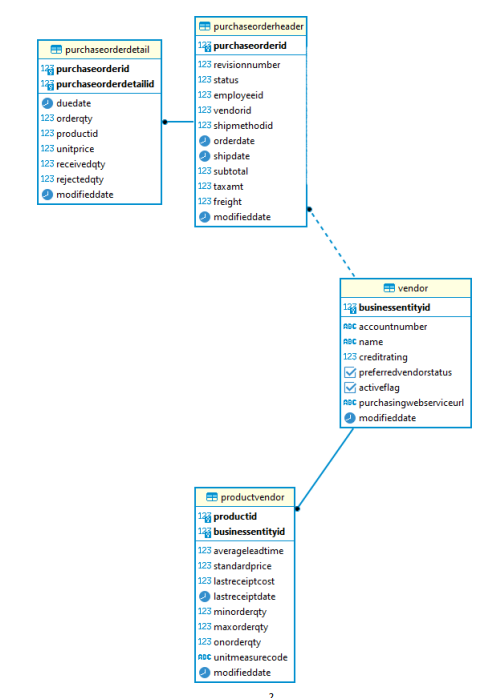 purchaseorderheader
123 purchaseorderid
123 revisionnumber
123 status
123 employeeid
123 vendorid
123 shipmethodid
orderdate
shipdate
123 subtotal
123 taxamt
123 freight
modifieddate
purchaseorderdetail
123 purchaseorderid
123 purchaseorderdetailid
duedate
123 orderqty
123 productid
123 unitprice
123 receivedqty
123 rejectedqty
modifieddate
vendor
123 businessentityid
ABC accountnumber
ABC name
123 creditrating
preferredvendorstatus
activeflag
ABC purchasingwebserviceurl
modifieddate
productvendor
123 productid
123 businessentityid
123 averageleadtime
123 standardprice
123 lastreceiptcost
lastreceiptdate
123 minorderqty
123 maxorderqty
123 onorderqty
ABC unitmeasurecode
modifieddate
2